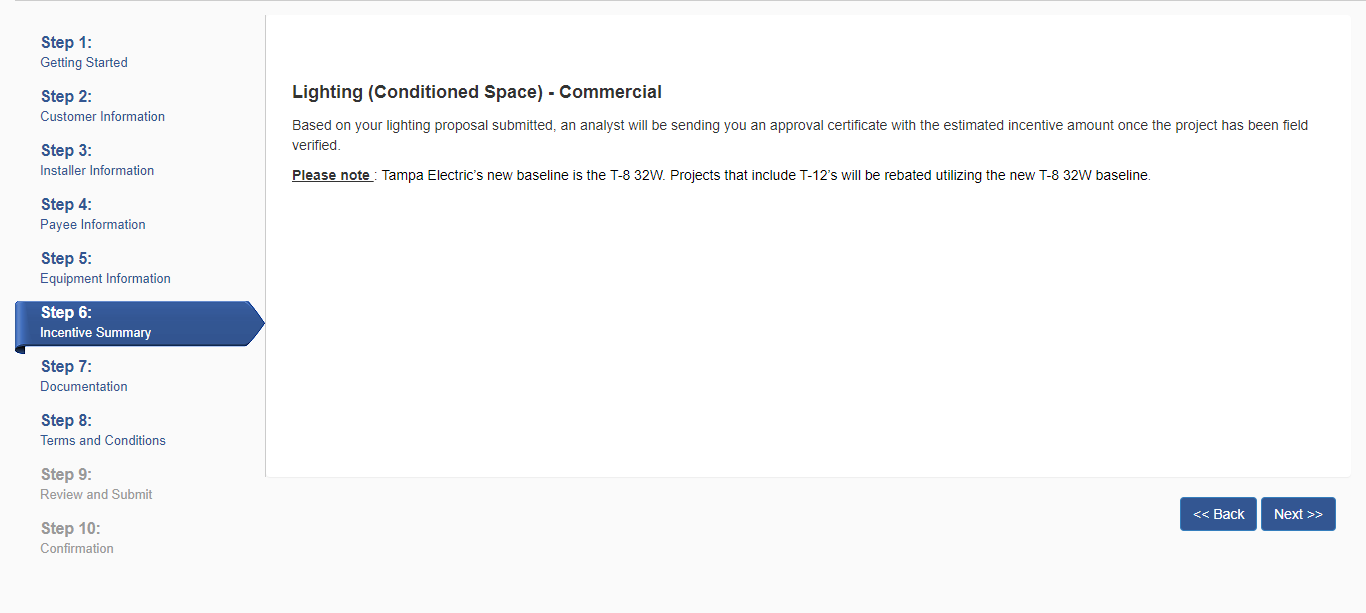 Step 1:
Getting Started
Step 2:
Customer Information
Step 3:
Installer Information
Step 4:
Payee Information
Step 5:
Equipment Information
Step 6:
Incentive Summary
Step 7:
Documentation
Step 8:
Terms and Conditions
Step 9:
Review and Submit
Step 10:
Confirmation
Lighting (Conditioned Space) - Commercial
Based on your lighting proposal submitted, an analyst will be sending you an approval certificate with the estimated incentive amount once the project has been field
verified.
Please note : Tampa Electric’s new baseline is the T-8 32W. Projects that include T-12’s will be rebated utilizing the new T-8 32W baseline.
<< Back
Next >>